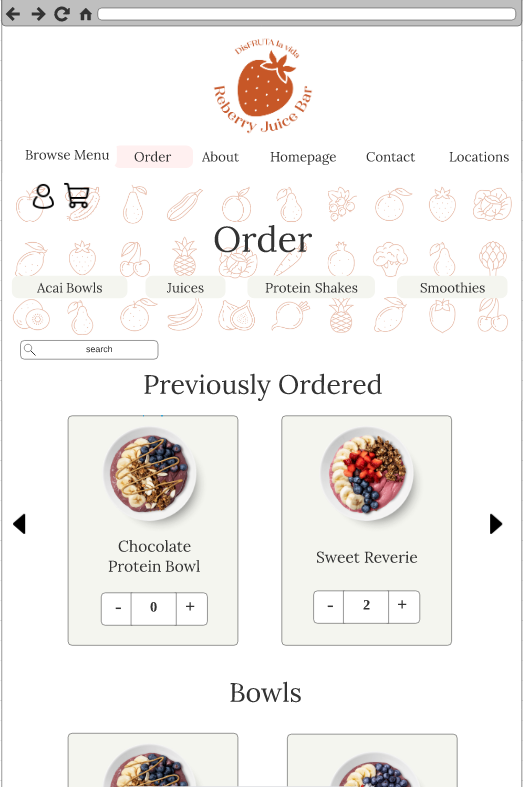 DisFRUTA la vida
Reberry Juice Bar
Browse Menu Order About Homepage Contact Locations
Order
Acai Bowls Juices Protein Shakes Smoothies
search
Previously Ordered
Chocolate
Protein Bowl
Sweet Reverie
- 0 +
- 2 +
Bowls